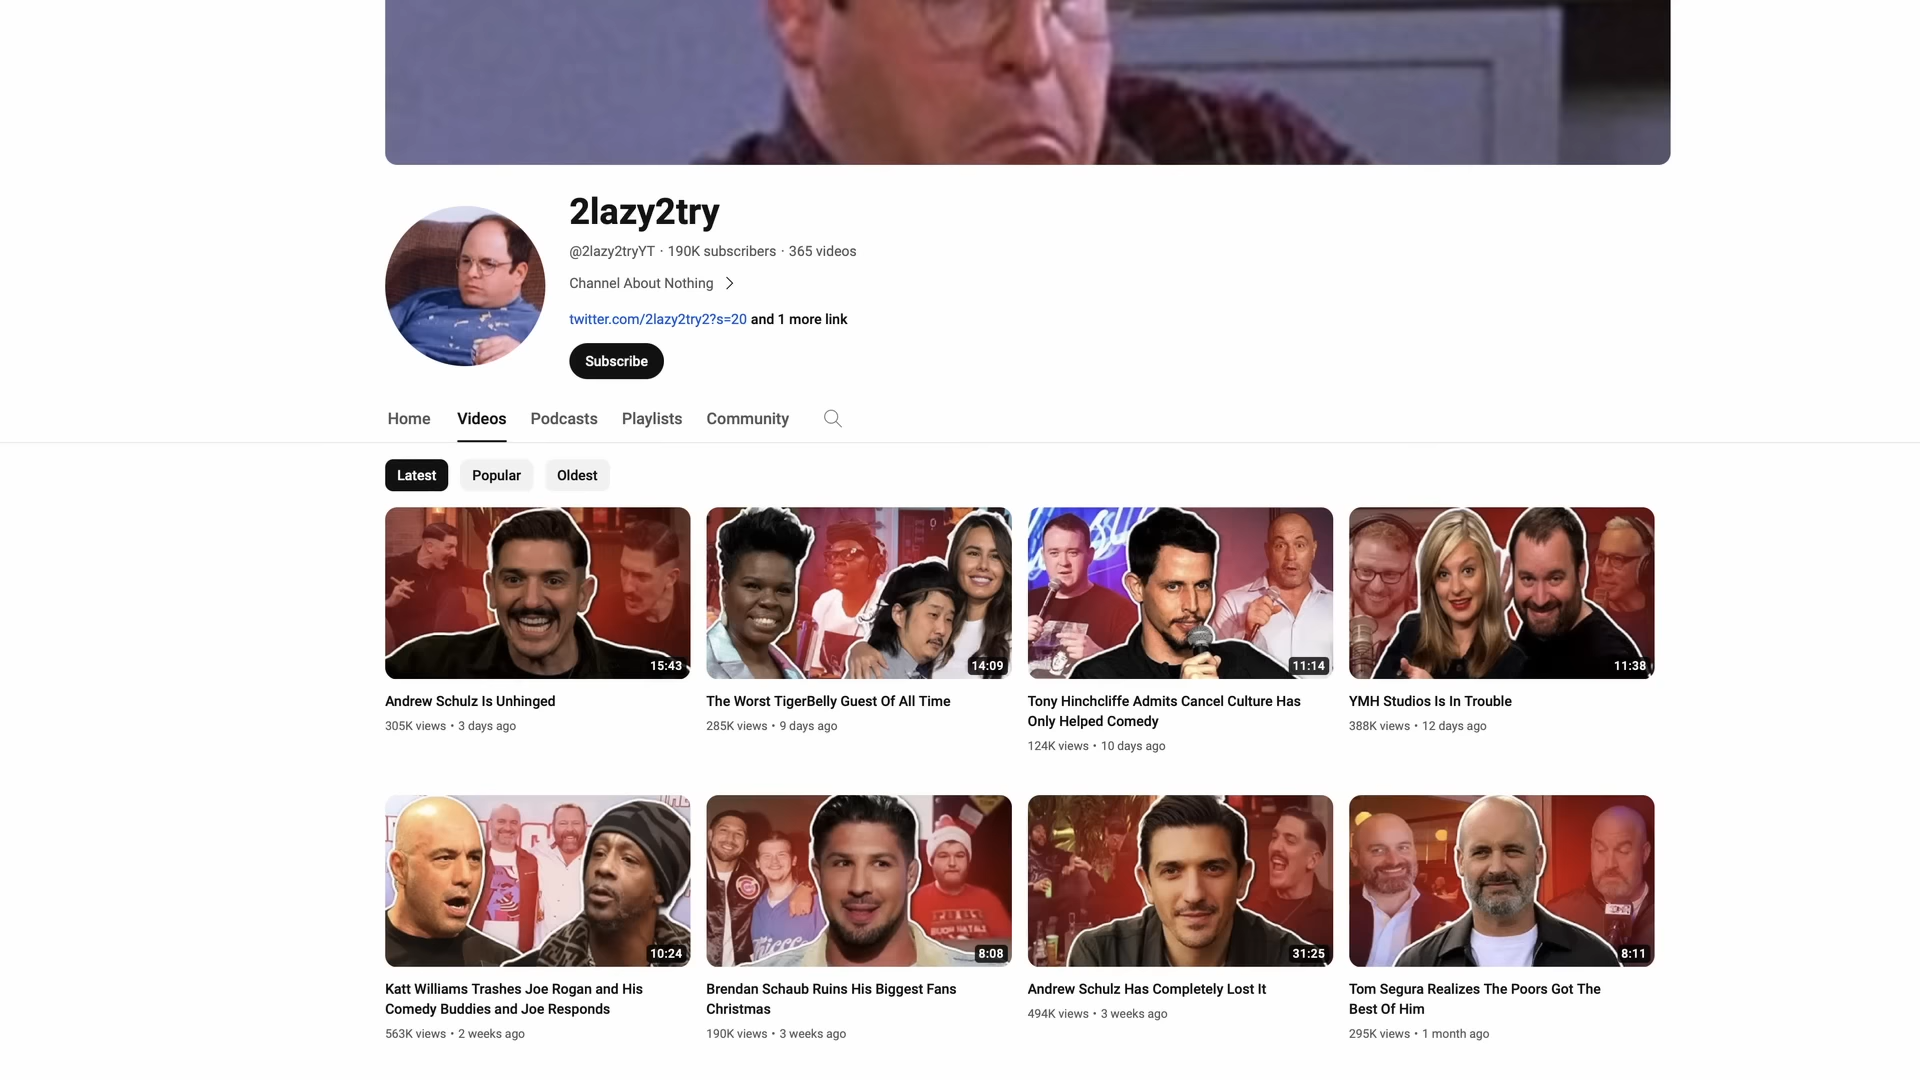 2lazy2try
@2lazy2tryYT · 190K subscribers · 365 videos
Channel About Nothing
twitter.com/2lazy2try2?s=20 and 1 more link
Subscribe
Home Videos Podcasts Playlists Community
Latest Popular Oldest
15:43 14:09 11:14 11:38
Andrew Schulz Is Unhinged
305K views • 3 days ago
The Worst TigerBelly Guest Of All Time
285K views • 9 days ago
Tony Hinchcliffe Admits Cancel Culture Has
Only Helped Comedy
124K views • 10 days ago
YMH Studios Is In Trouble
388K views • 12 days ago
10:24 8:08 31:25 8:11
Katt Williams Trashes Joe Rogan and His
Comedy Buddies and Joe Responds
563K views • 2 weeks ago
Brendan Schaub Ruins His Biggest Fans
Christmas
190K views • 3 weeks ago
Andrew Schulz Has Completely Lost It
494K views • 3 weeks ago
Tom Segura Realizes The Poors Got The
Best Of Him
295K views • 1 month ago